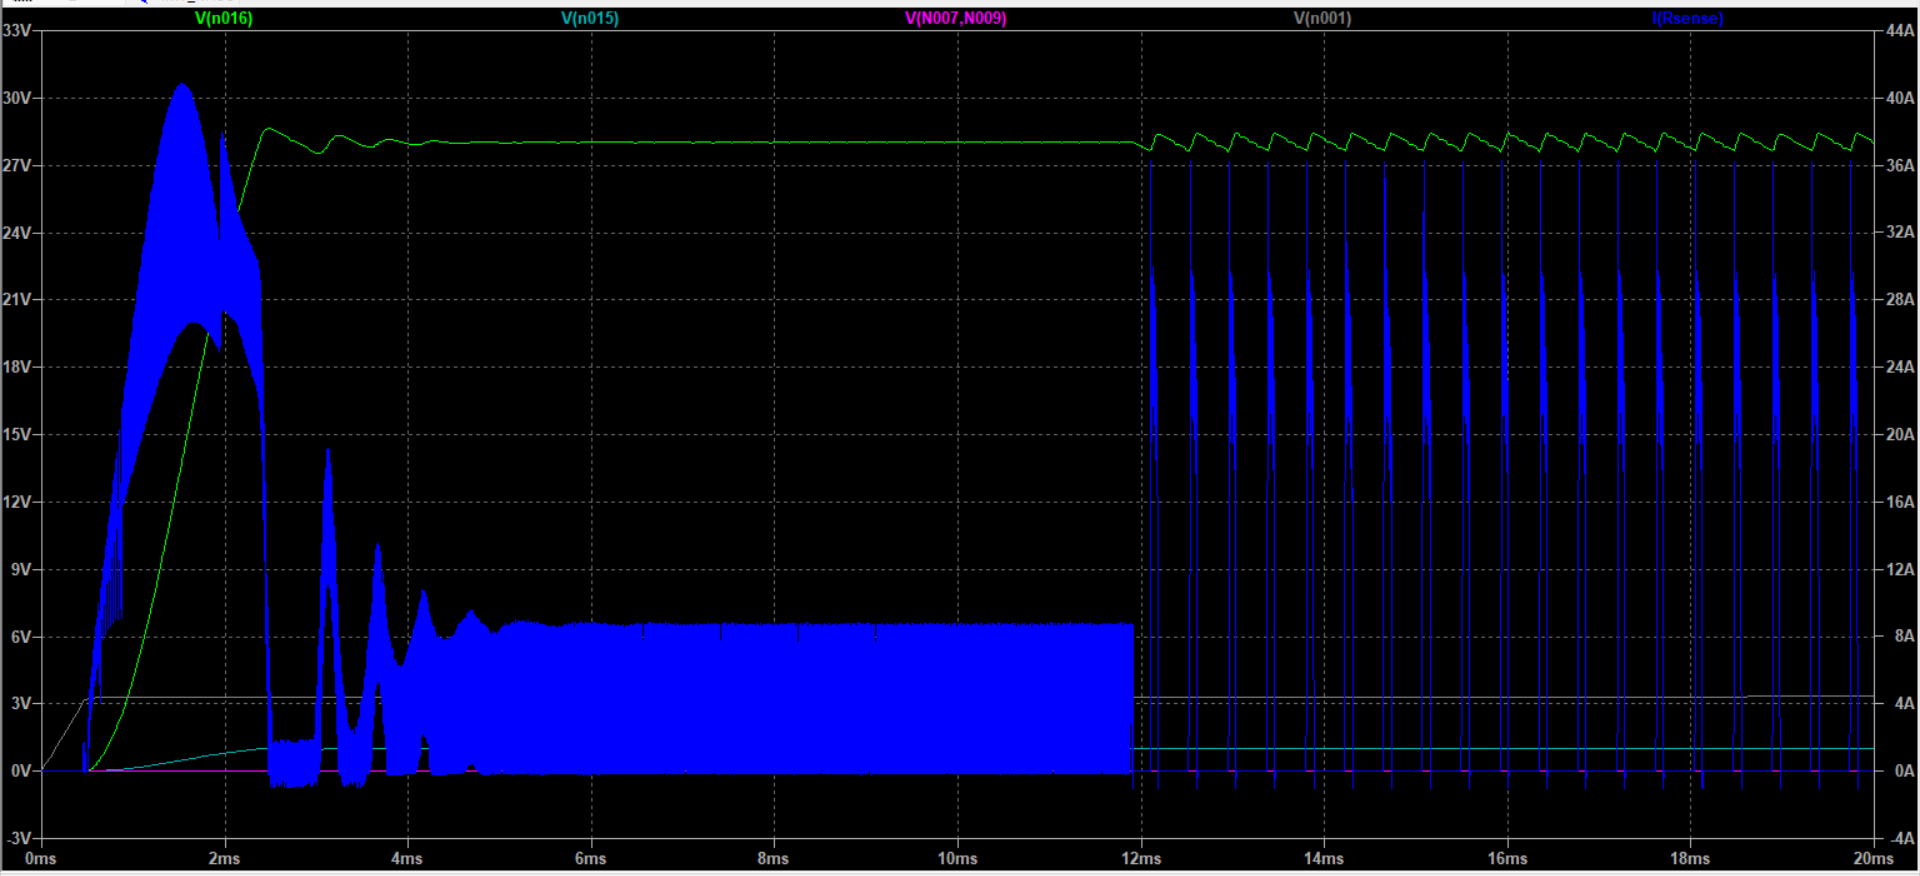 V(n016) V(n015) V(N007,N009) V(n001) I(Rsense)
33V 44A
30V 40A
27V 36A
24V 32A
21V 28A
18V 24A
15V 20A
12V 16A
9V 12A
6V 8A
3V 4A
0V 0A
-3V -4A
0ms 2ms 4ms 6ms 8ms 10ms 12ms 14ms 16ms 18ms 20ms